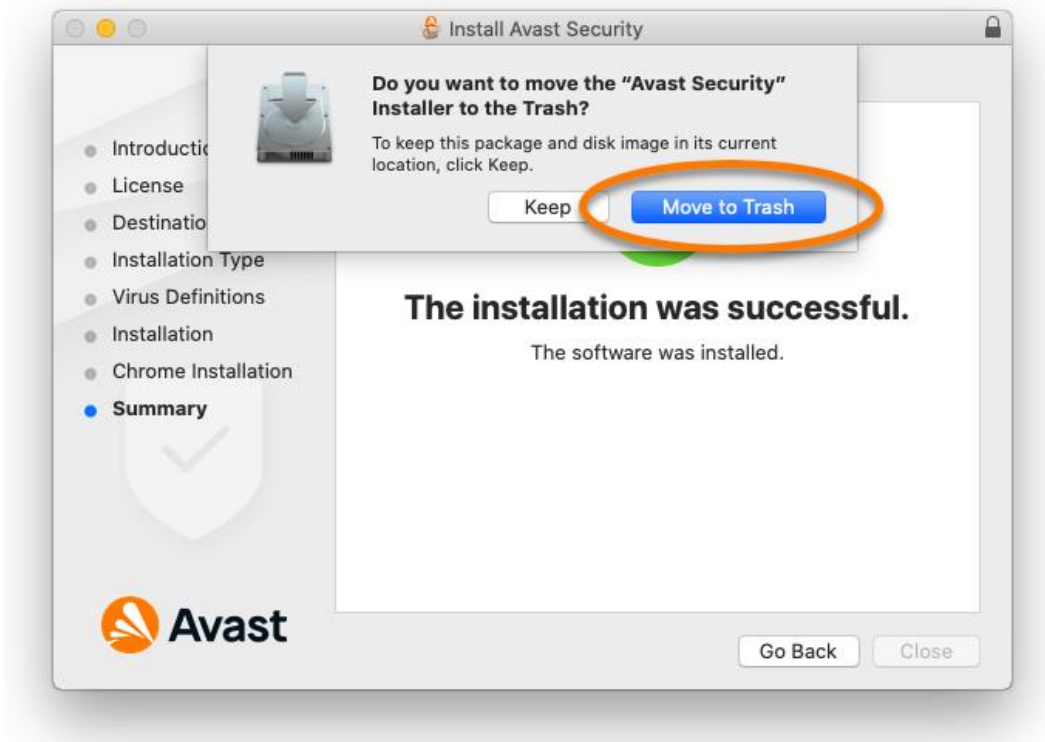 Install Avast Security
Do you want to move the “Avast Security”
Installer to the Trash?
To keep this package and disk image in its current
location, click Keep.
Keep
Move to Trash
Introductic
License
Destinatio
Installation Type
Virus Definitions
Installation
Chrome Installation
Summary
The installation was successful.
The software was installed.
Avast
Go Back
Close